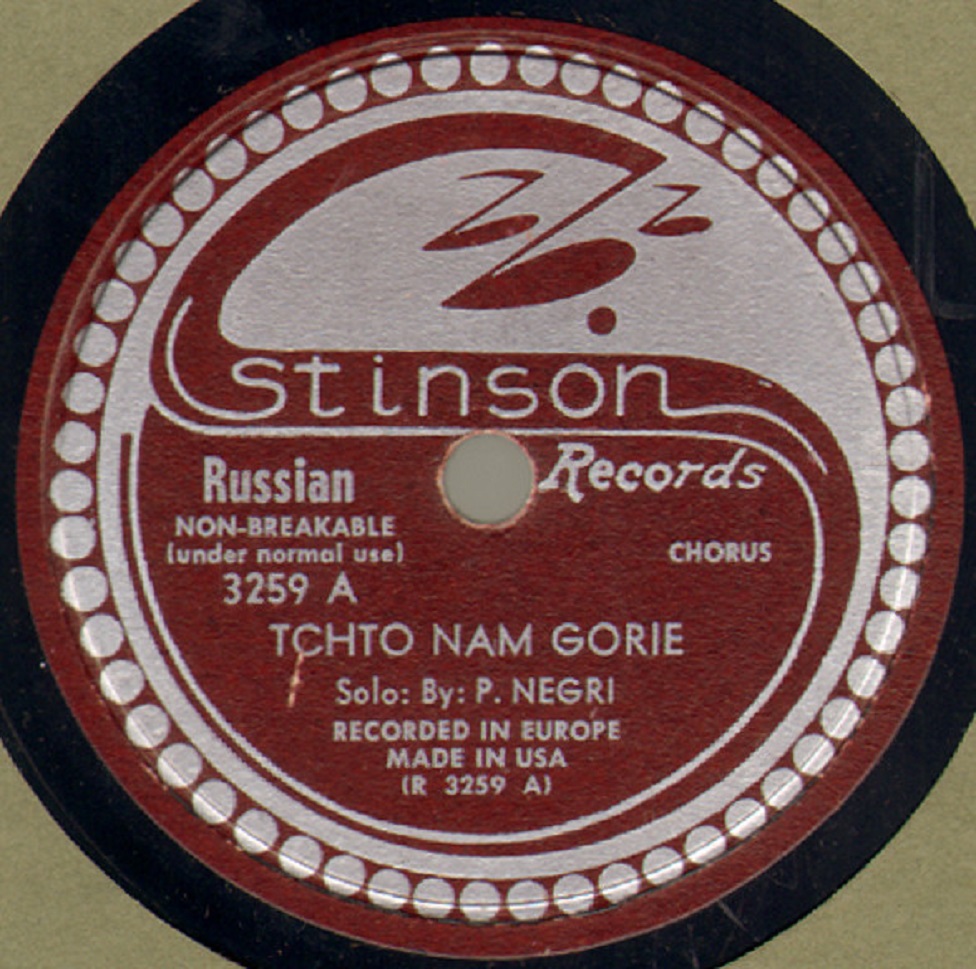 Stinson
Records
Russian
NON-BREAKABLE
(under normal use)
CHORUS
3259 A
TCHTO NAM GORIE
Solo: By: P. NEGRI
RECORDED IN EUROPE
MADE IN USA
(R 3259 A)